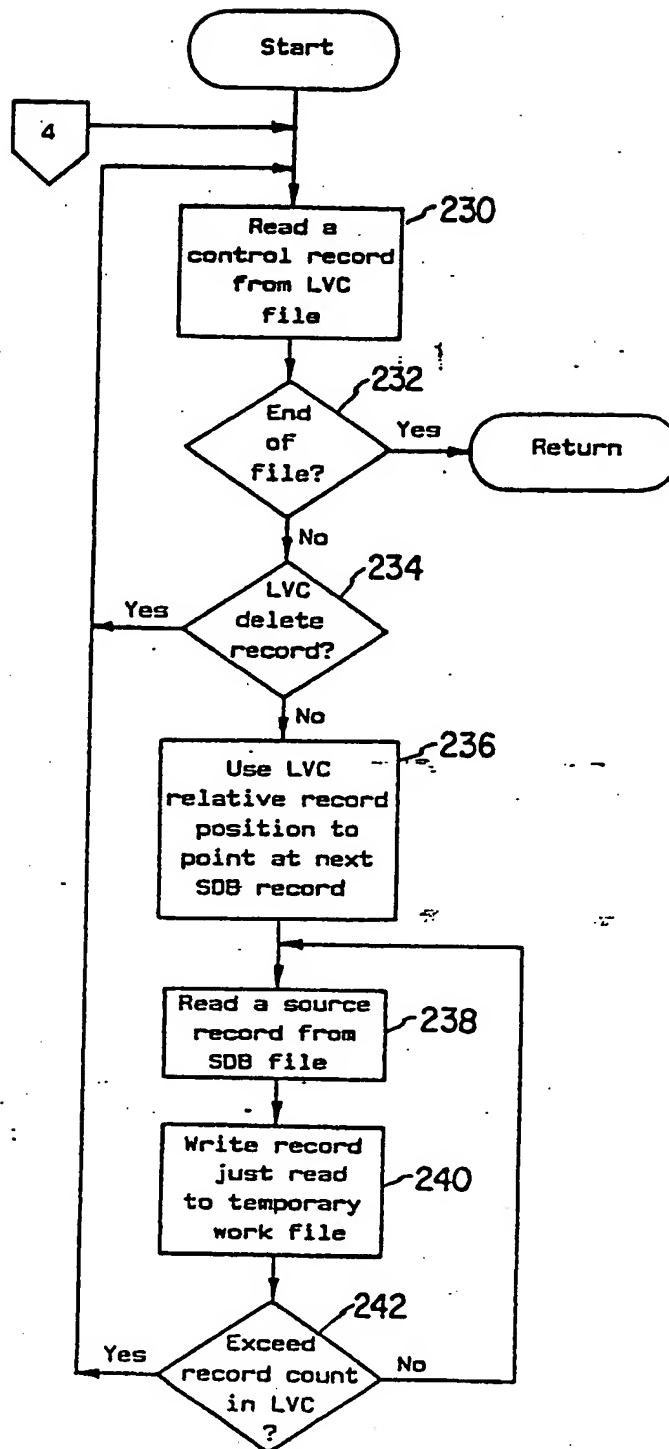 Start
4
230
Read a
control record
from LVC
file
232
End
of
file?
Yes
Return
No
234
LVC
delete
record?
Yes
No
236
Use LVC
relative record
position to
point at next
SDB record
Read a source
record from
SDB file
238
Write record
just read
to temporary
work file
240
242
Exceed
record count
in LVC
?
Yes
No